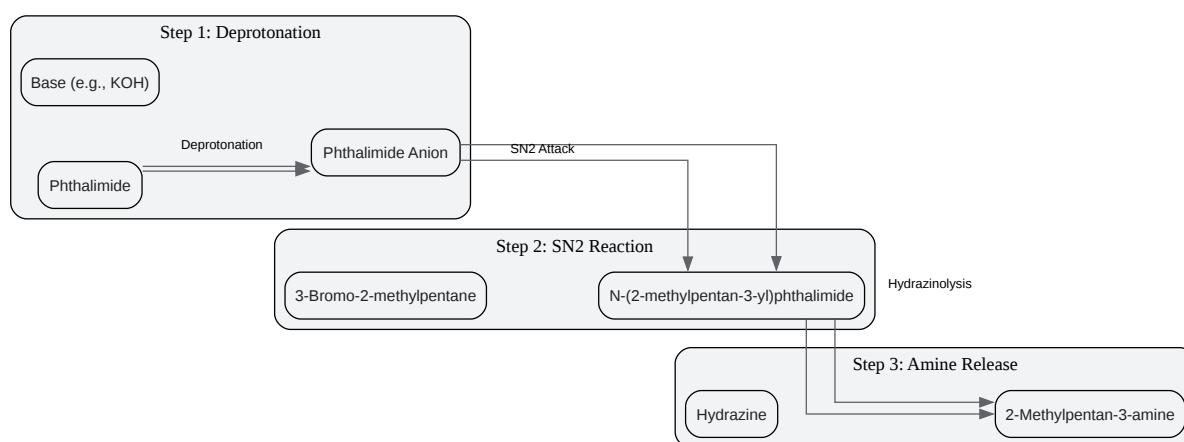 Step 1: Deprotonation
Base (e.g., KOH)
Deprotonation
Phthalimide
Phthalimide Anion
SN2 Attack
Step 2: SN2 Reaction
3-Bromo-2-methylpentane
N-(2-methylpentan-3-yl)phthalimide
Hydrazinolysis
Step 3: Amine Release
Hydrazine
2-Methylpentan-3-amine